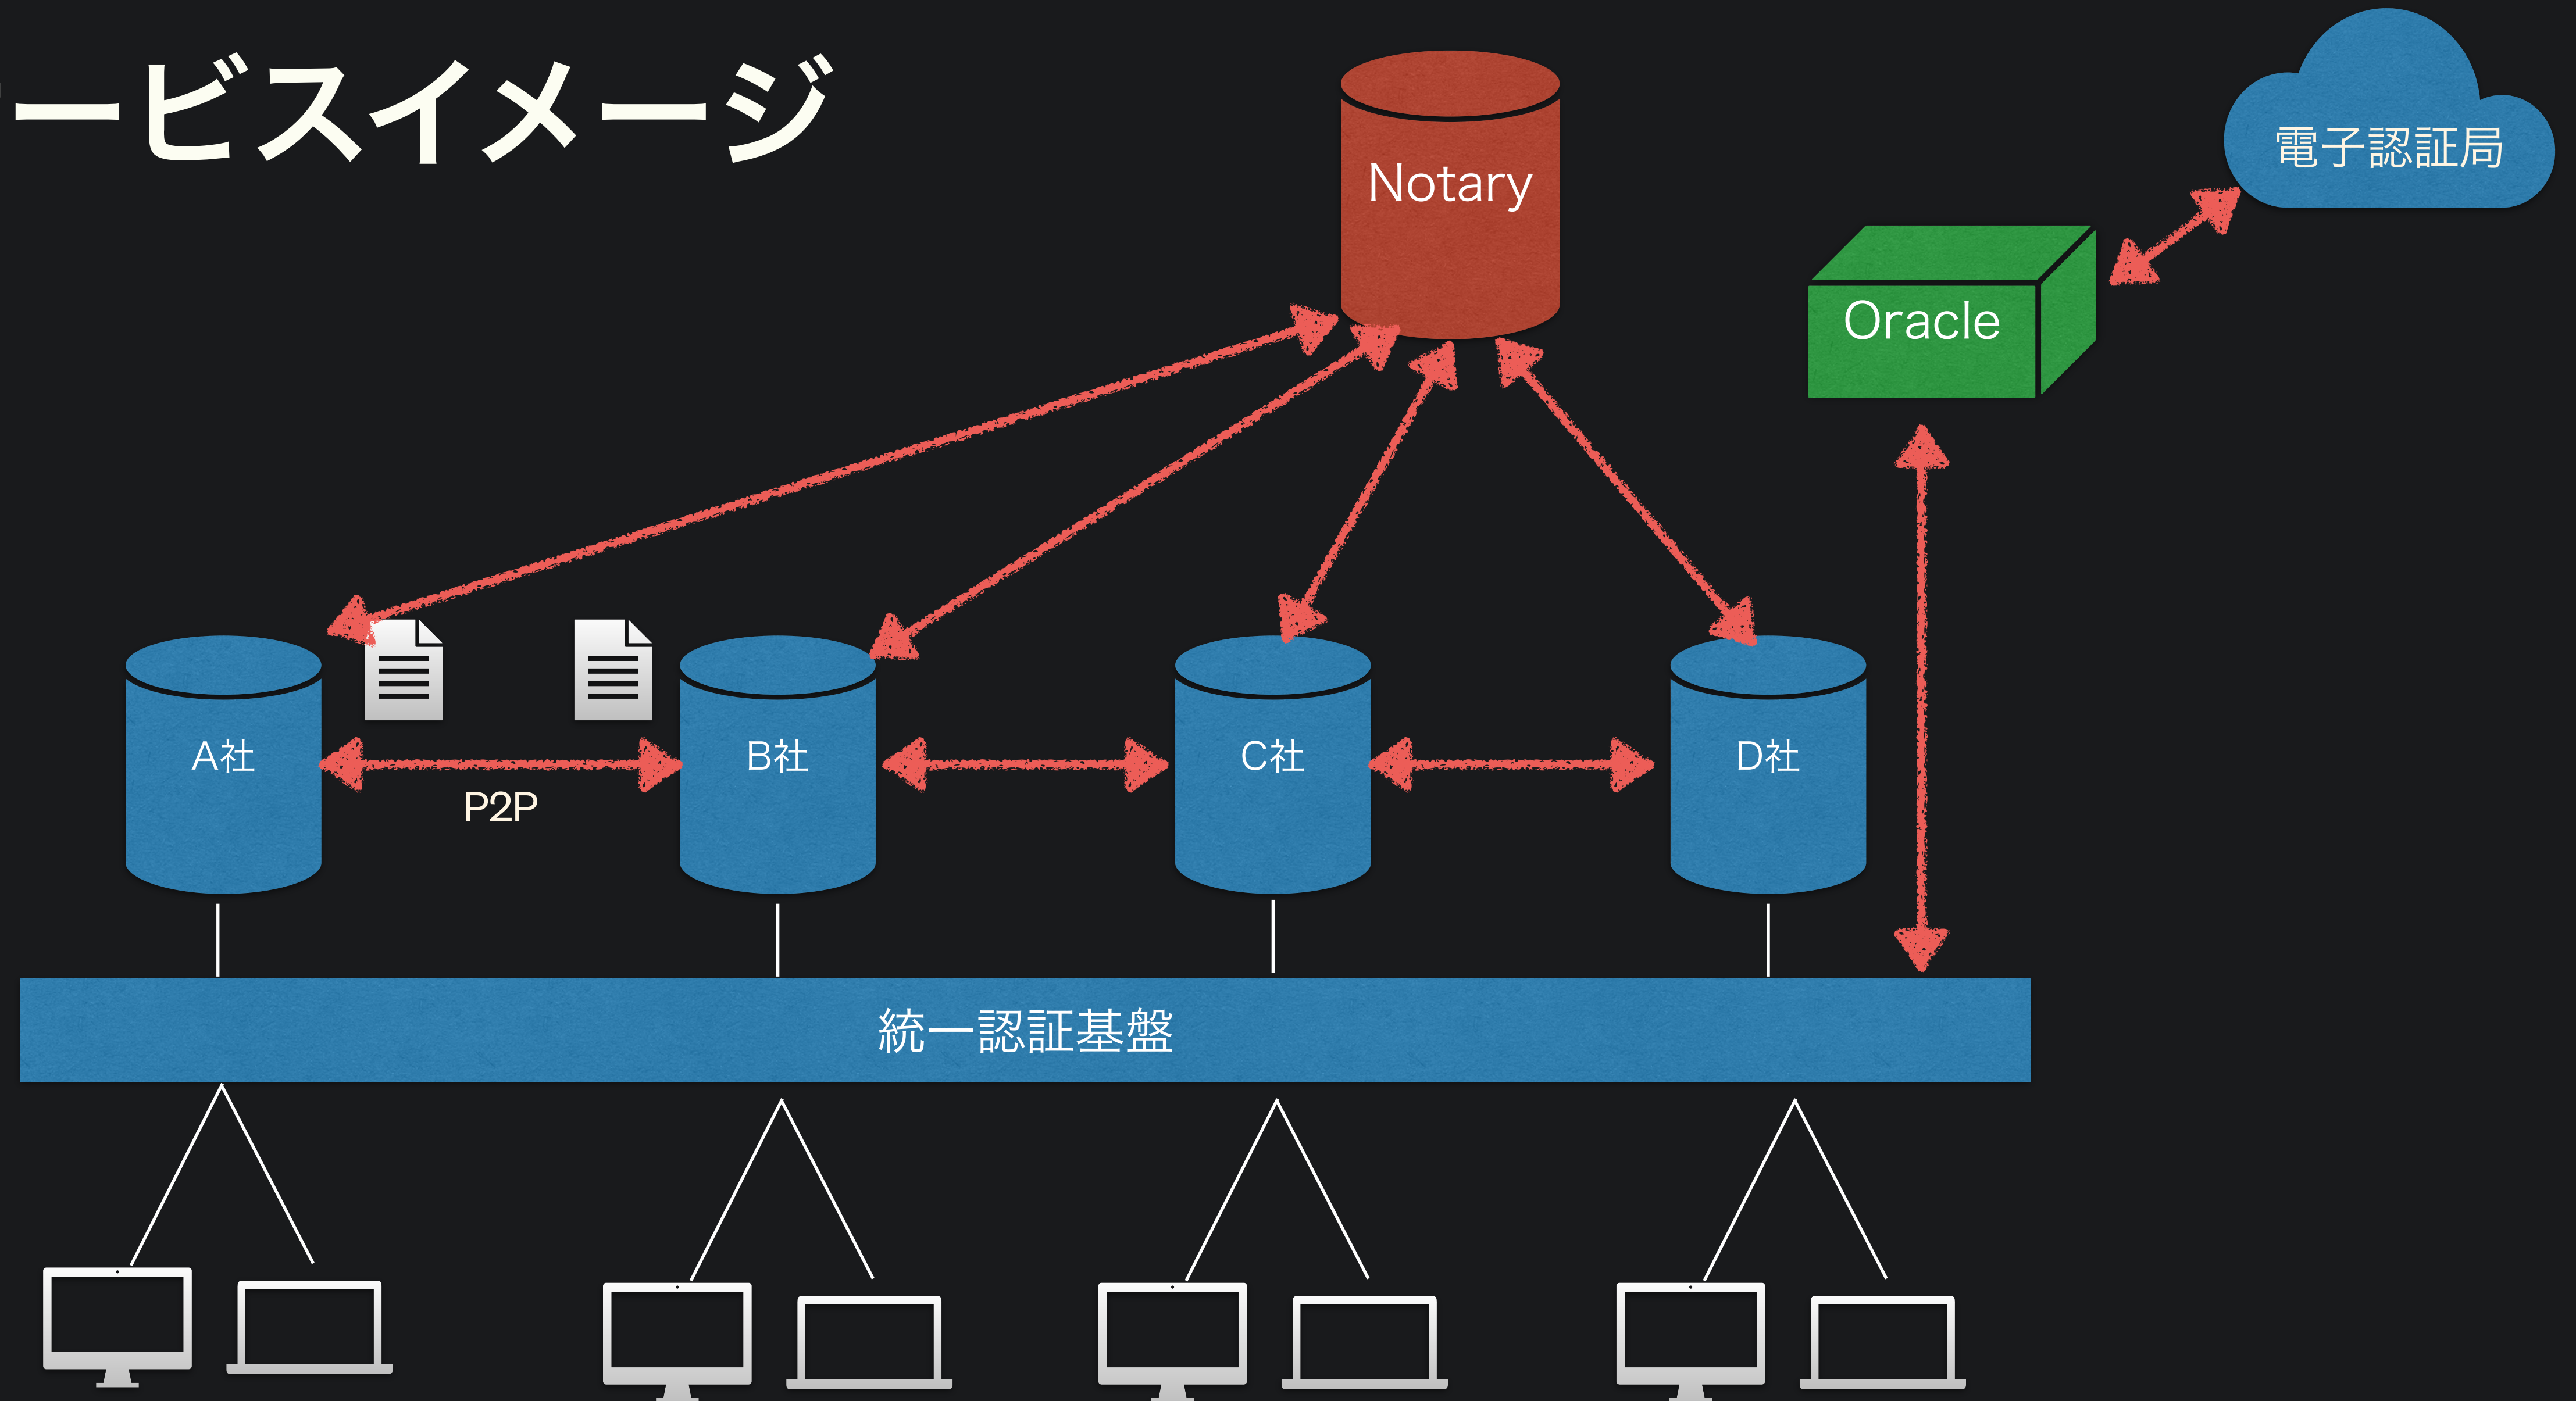 ービスイメージ
Notary
電子認証局
Oracle
A社
B社
C社
D社
P2P
統一認証基盤